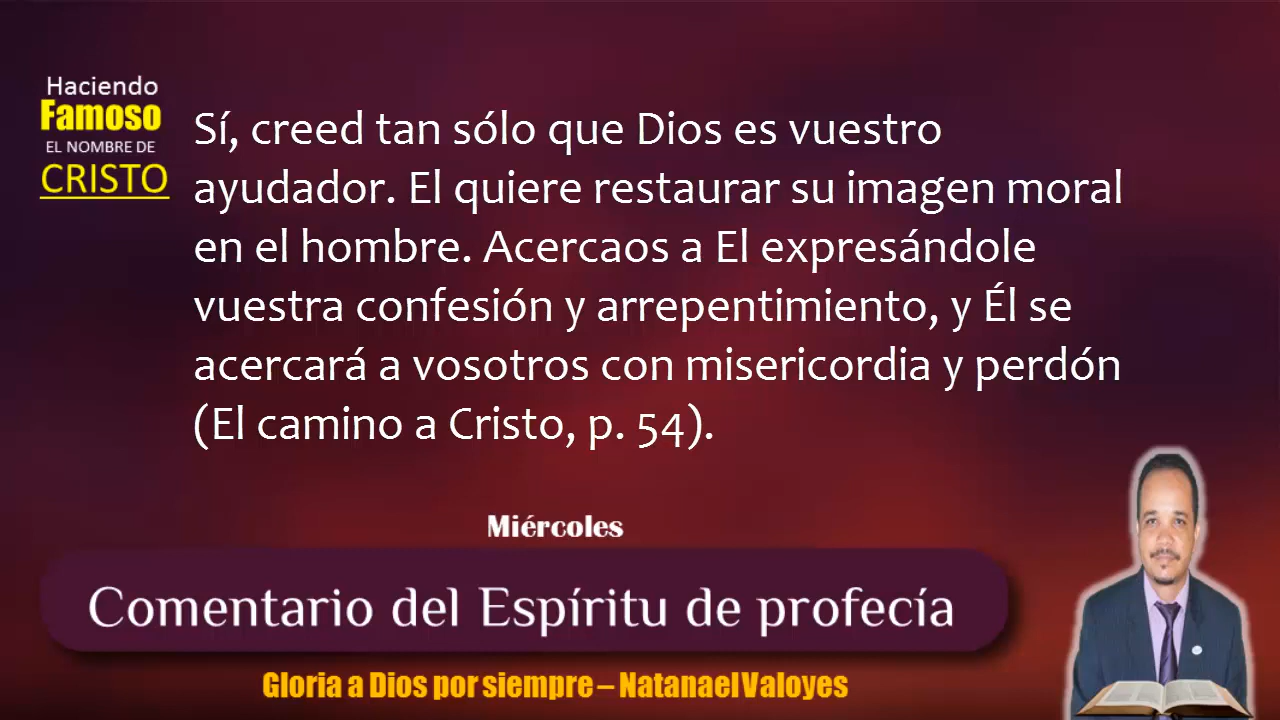 Haciendo
Famoso
EL NOMBRE DE
CRISTO
Sí, creed tan sólo que Dios es vuestro
ayudador. El quiere restaurar su imagen moral
en el hombre. Acercaos a El expresándole
vuestra confesión y arrepentimiento, y Él se
acercará a vosotros con misericordia y perdón
(El camino a Cristo, p. 54).
Miércoles
Comentario del Espíritu de profecía
Gloria a Dios por siempre – Natanael Valoyes